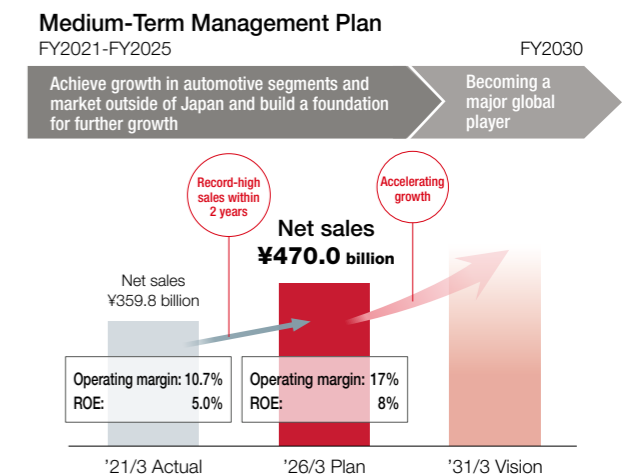 Medium-Term Management Plan
FY2021-FY2025
FY2030
Achieve growth in automotive segments and
market outside of Japan and build a foundation
for further growth
Becoming a
major global
player
Record-high
sales within
2 years
Accelerating
growth
Net sales
¥470.0 billion
Net sales
¥359.8 billion
Operating margin: 10.7%
ROE: 5.0%
Operating margin: 17%
ROE: 8%
’21/3 Actual
’26/3 Plan
’31/3 Vision